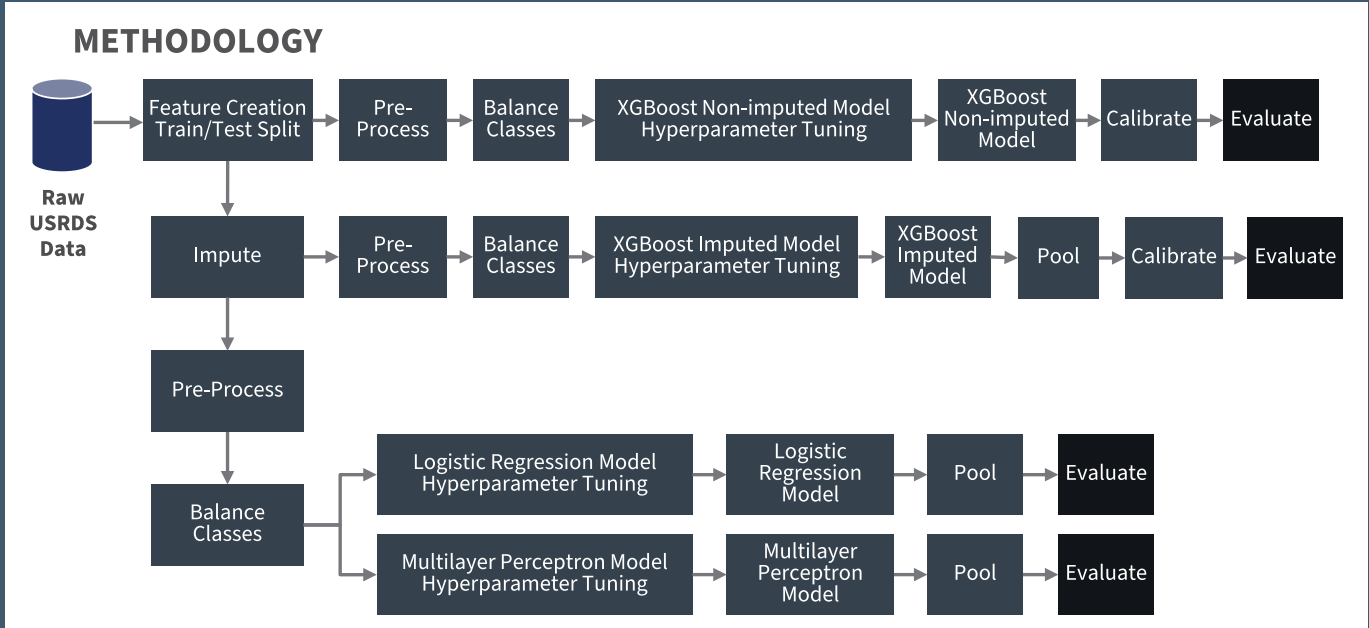 METHODOLOGY
Raw
USRDS
Data
Feature Creation
Train/Test Split
Pre-
Process
Balance
Classes
XGBoost Non-imputed Model
Hyperparameter Tuning
XGBoost
Non-imputed
Model
Calibrate
Evaluate
Impute
Pre-
Process
Balance
Classes
XGBoost Imputed Model
Hyperparameter Tuning
XGBoost
Imputed
Model
Pool
Calibrate
Evaluate
Pre-Process
Balance
Classes
Logistic Regression Model
Hyperparameter Tuning
Logistic
Regression
Model
Pool
Evaluate
Multilayer Perceptron Model
Hyperparameter Tuning
Multilayer
Perceptron
Model
Pool
Evaluate